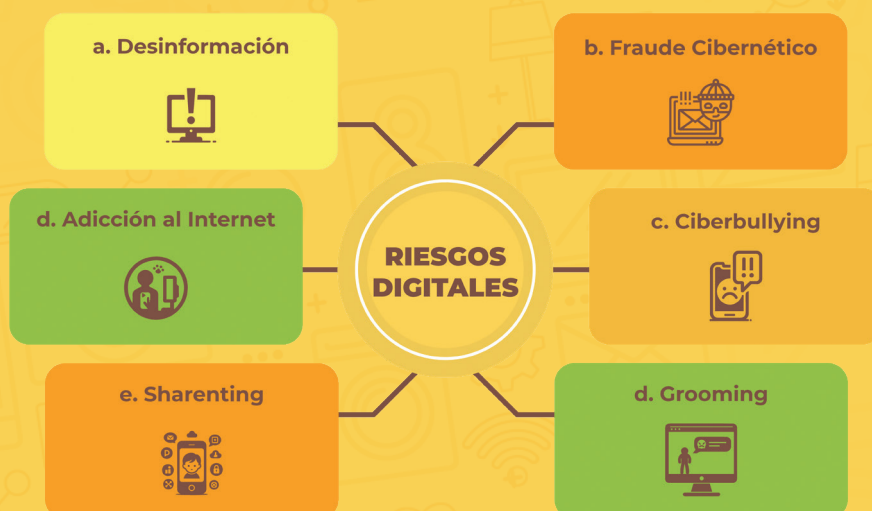 a. Desinformación
b. Fraude Cibernético
d. Adicción al Internet
RIESGOS
DIGITALES
c. Ciberbullying
e. Sharenting
d. Grooming